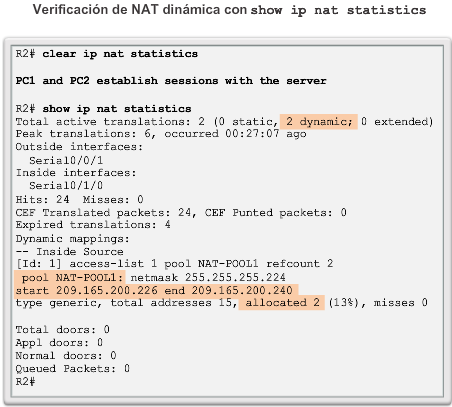 Verificación de NAT dinámica con show ip nat statistics
R2# clear ip nat statistics
PC1 and PC2 establish sessions with the server
R2# show ip nat statistics
Total active translations: 2 (0 static, 2 dynamic; 0 extended)
Peak translations: 6, occurred 00:27:07 ago
Outside interfaces:
Serial0/0/1
Inside interfaces:
Serial0/1/0
Hits: 24 Misses: 0
CEF Translated packets: 24, CEF Punted packets: 0
Expired translations: 4
Dynamic mappings:
-- Inside Source
[Id: 1] access-list 1 pool NAT-POOL1 refcount 2
pool NAT-POOL1: netmask 255.255.255.224
start 209.165.200.226 end 209.165.200.240
type generic, total addresses 15, allocated 2 (13%), misses 0
Total doors: 0
Appl doors: 0
Normal doors: 0
Queued Packets: 0
R2#